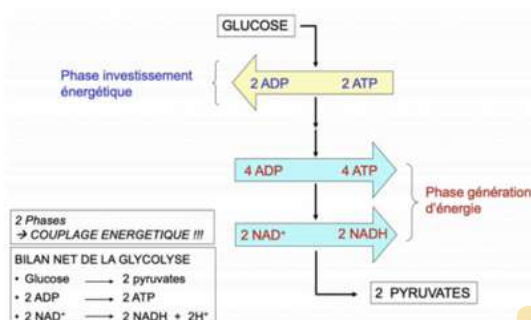 GLUCOSE
Phase investissement
énergétique
2 ADP 2 ATP
4 ADP 4 ATP
Phase génération
d'énergie
2 NAD⁺ 2 NADH
2 Phases
→ COUPLAGE ENERGETIQUE !!!
BILAN NET DE LA GLYCOLYSE
• Glucose → 2 pyruvates
• 2 ADP → 2 ATP
• 2 NAD⁺ → 2 NADH + 2H⁺
2 PYRUVATES